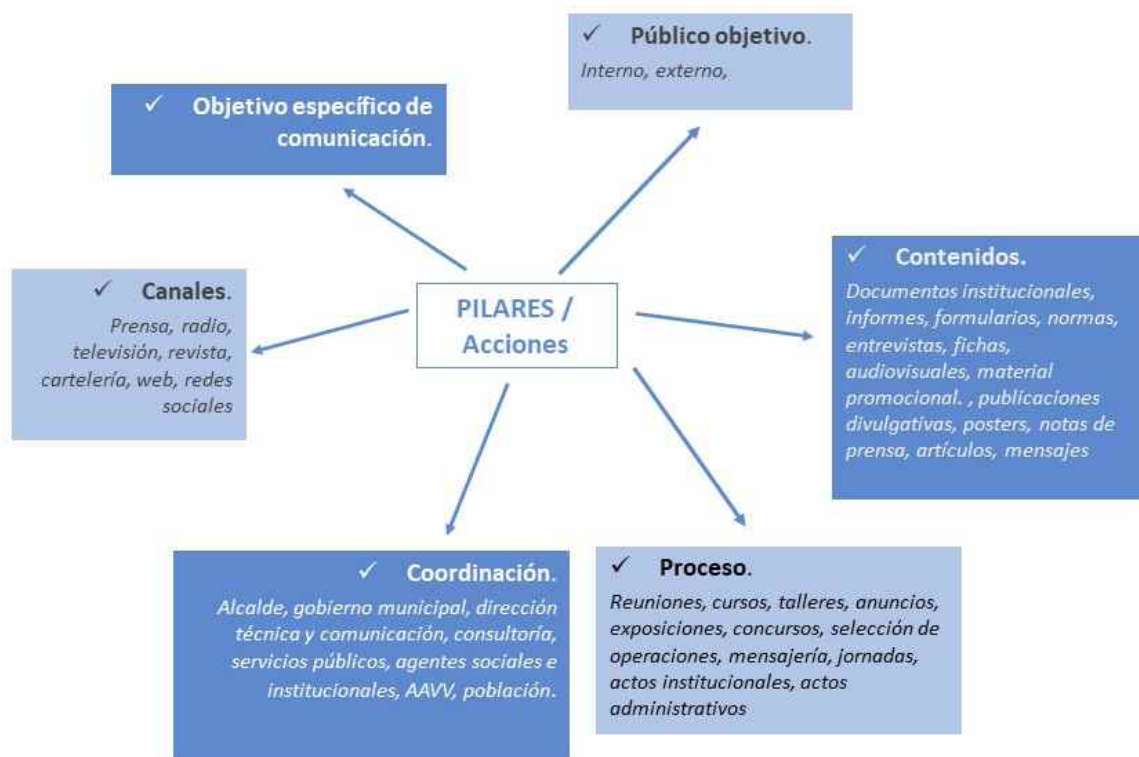 ✓ Público objetivo.
Interno, externo,
✓ Objetivo específico de
comunicación.
✓ Contenidos.
Documentos institucionales,
informes, formularios, normas,
entrevistas, fichas,
audiovisuales, material
promocional. , publicaciones
divulgativas, posters, notas de
prensa, artículos, mensajes
✓ Canales.
Prensa, radio,
televisión, revista,
cartelería, web, redes
sociales
PILARES /
Acciones
✓ Coordinación.
Alcalde, gobierno municipal, dirección
técnica y comunicación, consultoría,
servicios públicos, agentes sociales e
institucionales, AAVV, población.
✓ Proceso.
Reuniones, cursos, talleres, anuncios,
exposiciones, concursos, selección de
operaciones, mensajería, jornadas,
actos institucionales, actos
administrativos